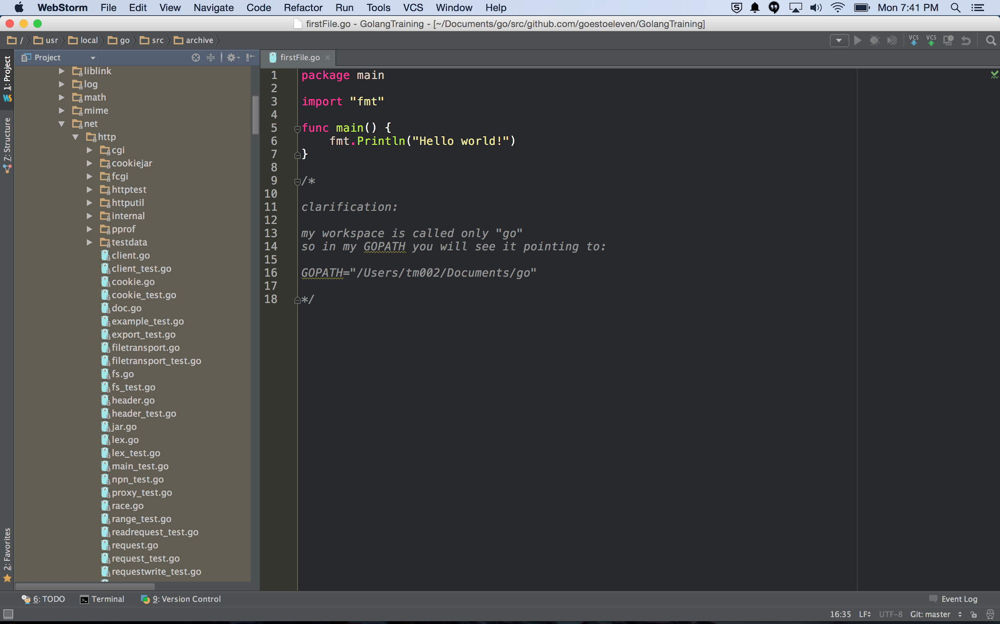 WebStorm File Edit View Navigate Code Refactor Run Tools VCS Window Help Mon 7:41 PM
firstFile.go - GolangTraining - [~/Documents/go/src/github.com/goestoeleven/GolangTraining]
/ usr local go src archive VCS VCS
Project
firstFile.go
1: Project
7: Structure
2: Favorites
liblink
log
math
mime
net
http
cgi
cookiejar
fcgi
httptest
httputil
internal
pprof
testdata
client.go
client_test.go
cookie.go
cookie_test.go
doc.go
example_test.go
export_test.go
filetransport.go
filetransport_test.go
fs.go
fs_test.go
header.go
header_test.go
jar.go
lex.go
lex_test.go
main_test.go
npn_test.go
proxy_test.go
race.go
range_test.go
readrequest_test.go
request.go
request_test.go
requestwrite_test.go
1 package main
2
3 import "fmt"
4
5 func main() {
6 fmt.Println("Hello world!")
7 }
8
9 /*
10
11 clarification:
12
13 my workspace is called only "go"
14 so in my GOPATH you will see it pointing to:
15
16 GOPATH="/Users/tm002/Documents/go"
17
18 */
6: TODO Terminal 9: Version Control Event Log
16:35 LF UTF-8 Git: master